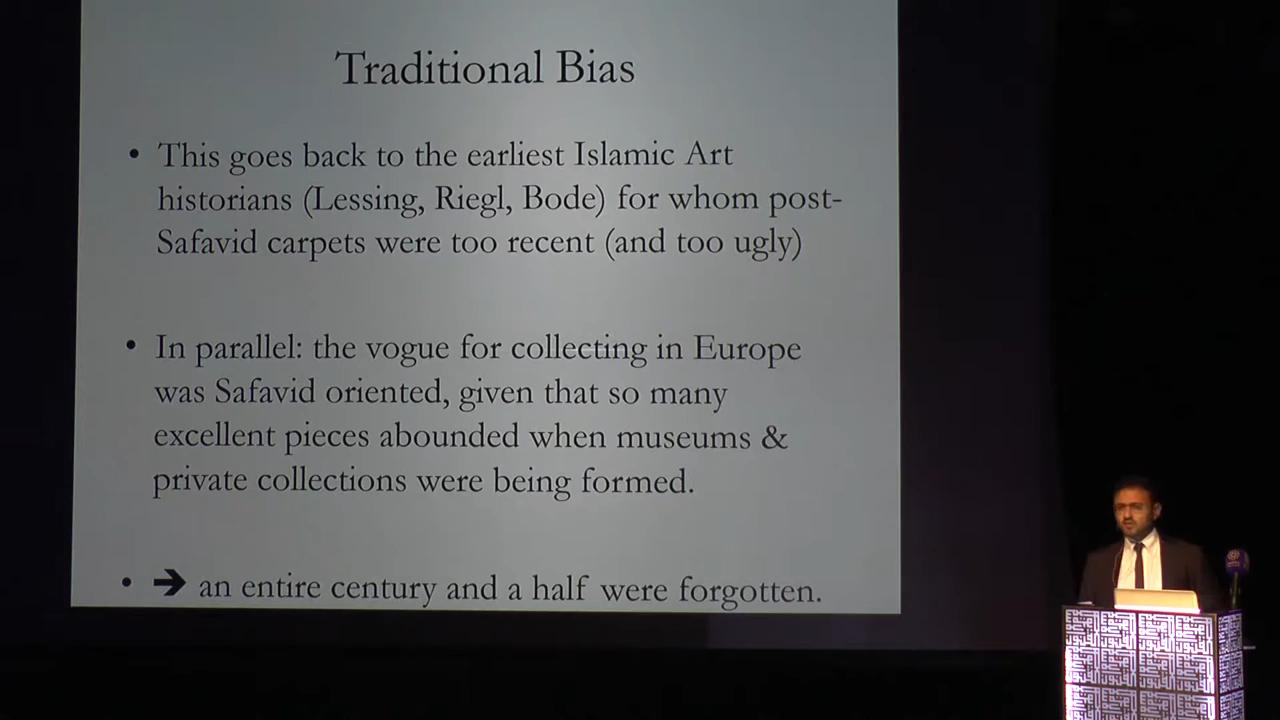 Traditional Bias
• This goes back to the earliest Islamic Art
historians (Lessing, Riegl, Bode) for whom post-
Safavid carpets were too recent (and too ugly)
• In parallel: the vogue for collecting in Europe
was Safavid oriented, given that so many
excellent pieces abounded when museums &
private collections were being formed.
• ➔ an entire century and a half were forgotten.